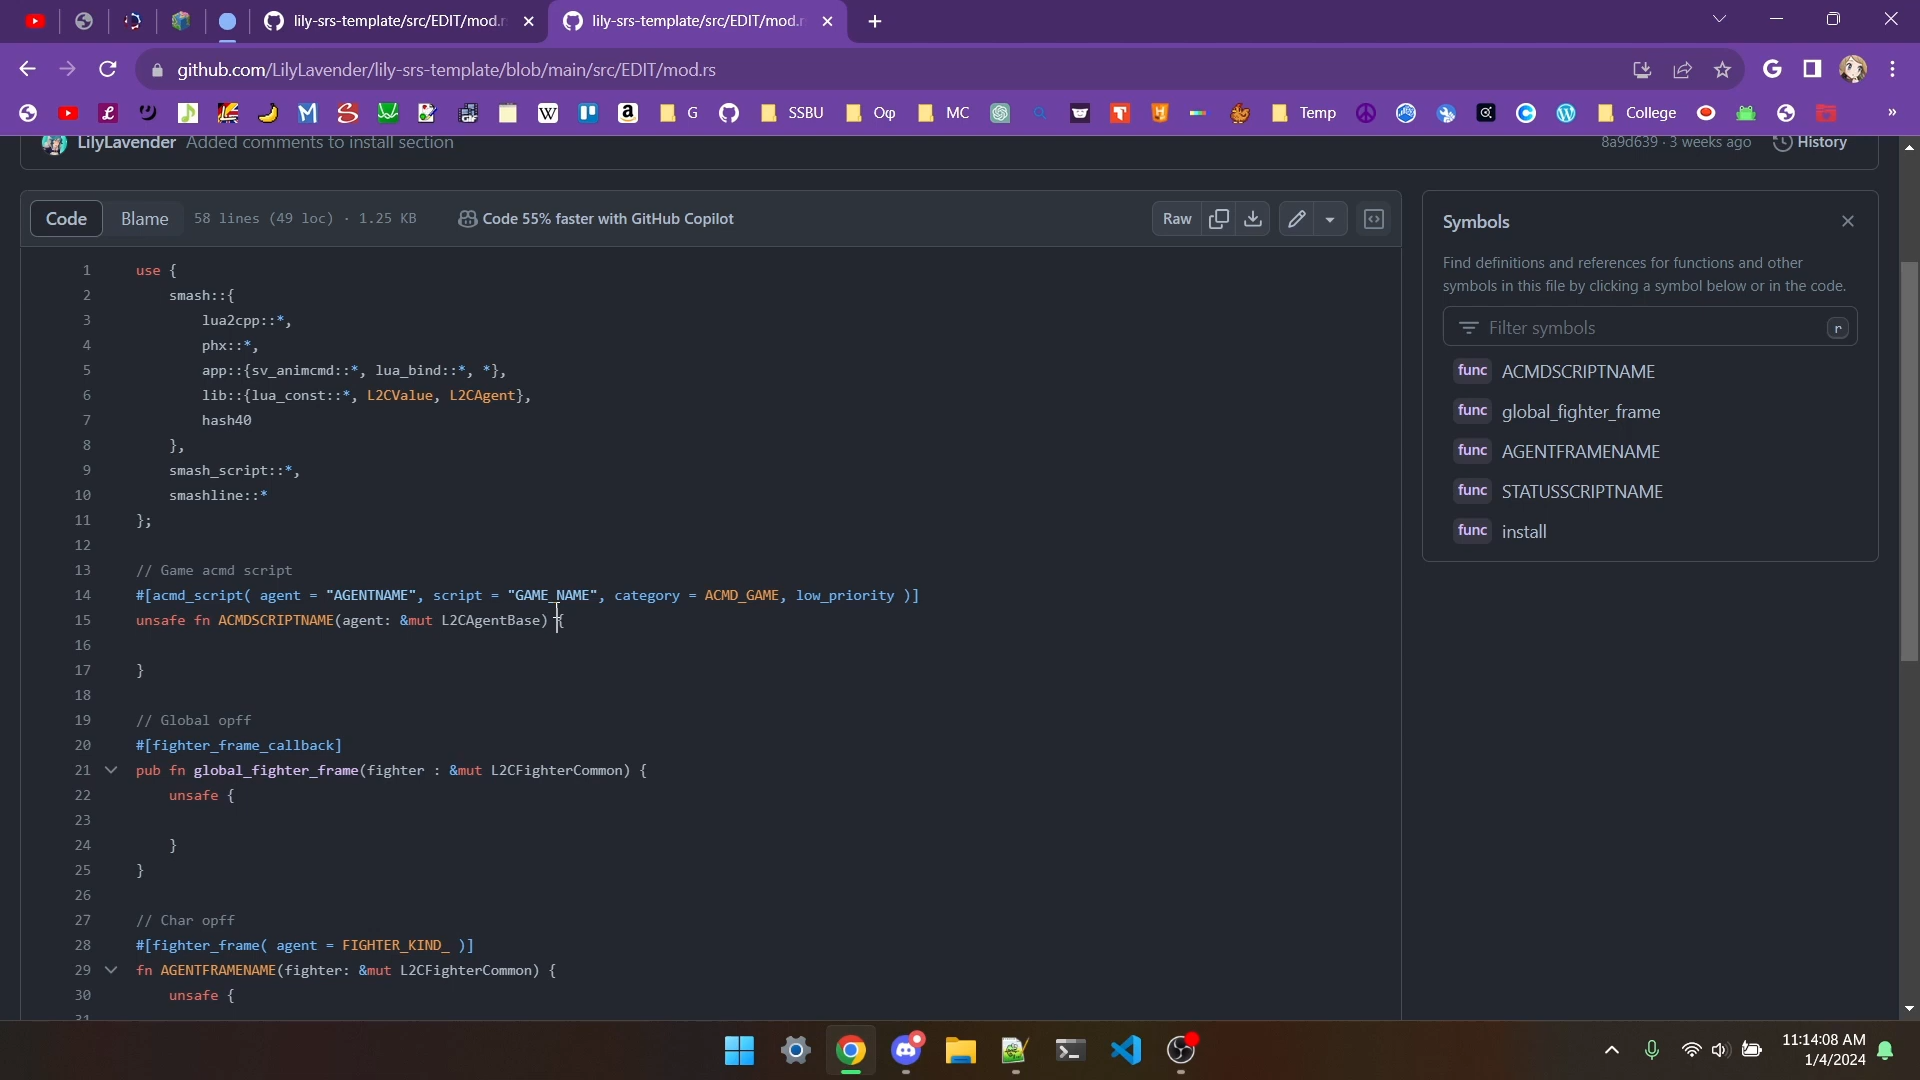 lily-srs-template/src/EDIT/mod.r
lily-srs-template/src/EDIT/mod.r
github.com/LilyLavender/lily-srs-template/blob/main/src/EDIT/mod.rs
G
SSBU
Oφ
MC
Temp
College
»
LilyLavender Added comments to install section
8a9d639 · 3 weeks ago
History
Code
Blame
58 lines (49 loc) · 1.25 KB
Code 55% faster with GitHub Copilot
Raw
1 use {
2 smash::{
3 lua2cpp::*,
4 phx::*,
5 app::{sv_animcmd::*, lua_bind::*, *},
6 lib::{lua_const::*, L2CValue, L2CAgent},
7 hash40
8 },
9 smash_script::*,
10 smashline::*
11 };
12
13 // Game acmd script
14 #[acmd_script( agent = "AGENTNAME", script = "GAME_NAME", category = ACMD_GAME, low_priority )]
15 unsafe fn ACMDSCRIPTNAME(agent: &mut L2CAgentBase) {
16
17 }
18
19 // Global opff
20 #[fighter_frame_callback]
21 pub fn global_fighter_frame(fighter : &mut L2CFighterCommon) {
22 unsafe {
23
24 }
25 }
26
27 // Char opff
28 #[fighter_frame( agent = FIGHTER_KIND_ )]
29 fn AGENTFRAMENAME(fighter: &mut L2CFighterCommon) {
30 unsafe {
31
Symbols
Find definitions and references for functions and other
symbols in this file by clicking a symbol below or in the code.
Filter symbols
r
func ACMDSCRIPTNAME
func global_fighter_frame
func AGENTFRAMENAME
func STATUSSCRIPTNAME
func install
11:14:08 AM
1/4/2024